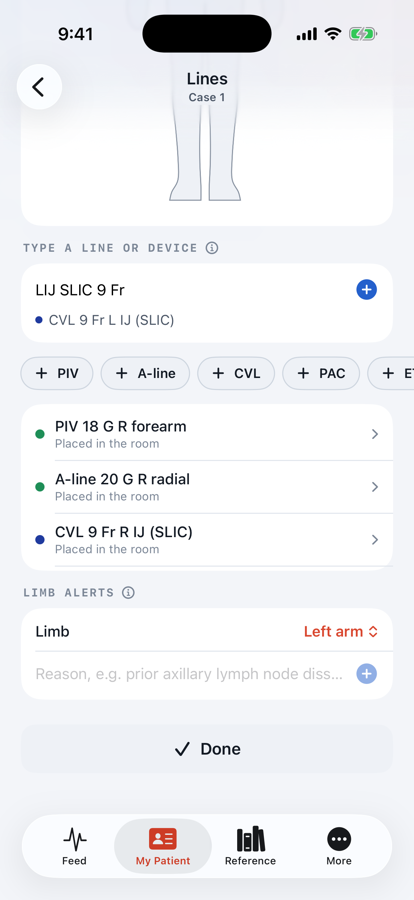 9:41
Lines
Case 1
TYPE A LINE OR DEVICE
LIJ SLIC 9 Fr
CVL 9 Fr L IJ (SLIC)
PIV
A-line
CVL
PAC
PIV 18 G R forearm
Placed in the room
A-line 20 G R radial
Placed in the room
CVL 9 Fr R IJ (SLIC)
Placed in the room
LIMB ALERTS
Limb
Left arm
Reason, e.g. prior axillary lymph node diss...
Done
Feed
My Patient
Reference
More